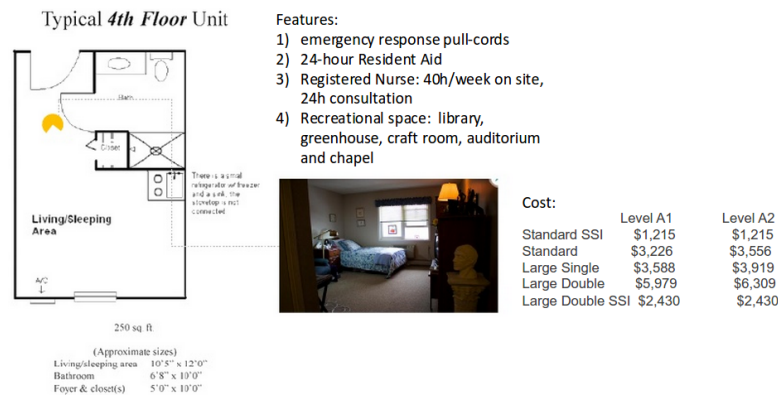 Typical 4th Floor Unit
Bath
Closet
There is a small
refrigerator w/ freezer
and a sink, the
stovetop is not
connected
Living/Sleeping
Area
A/C
250 sq. ft.
(Approximate sizes)
Living/sleeping area 10'5" x 12'0"
Bathroom 6'8" x 10'0"
Foyer & closet(s) 5'0" x 10'0"
Features:
1) emergency response pull-cords
2) 24-hour Resident Aid
3) Registered Nurse: 40h/week on site,
24h consultation
4) Recreational space: library,
greenhouse, craft room, auditorium
and chapel
Cost:
Level A1 Level A2
Standard SSI $1,215 $1,215
Standard $3,226 $3,556
Large Single $3,588 $3,919
Large Double $5,979 $6,309
Large Double SSI $2,430 $2,430